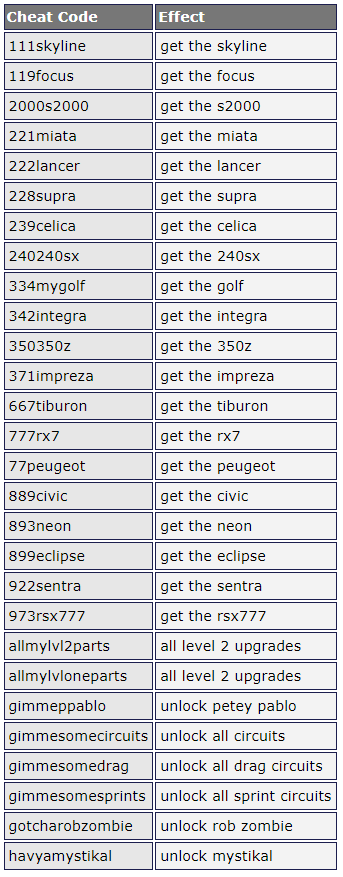 Cheat Code Effect
111skyline get the skyline
119focus get the focus
2000s2000 get the s2000
221miata get the miata
222lancer get the lancer
228supra get the supra
239celica get the celica
240240sx get the 240sx
334mygolf get the golf
342integra get the integra
350350z get the 350z
371impreza get the impreza
667tiburon get the tiburon
777rx7 get the rx7
77peugeot get the peugeot
889civic get the civic
893neon get the neon
899eclipse get the eclipse
922sentra get the sentra
973rsx777 get the rsx777
allmylvl2parts all level 2 upgrades
allmylvloneparts all level 2 upgrades
gimmeppablo unlock petey pablo
gimmesomecircuits unlock all circuits
gimmesomedrag unlock all drag circuits
gimmesomesprints unlock all sprint circuits
gotcharobzombie unlock rob zombie
havyamystikal unlock mystikal